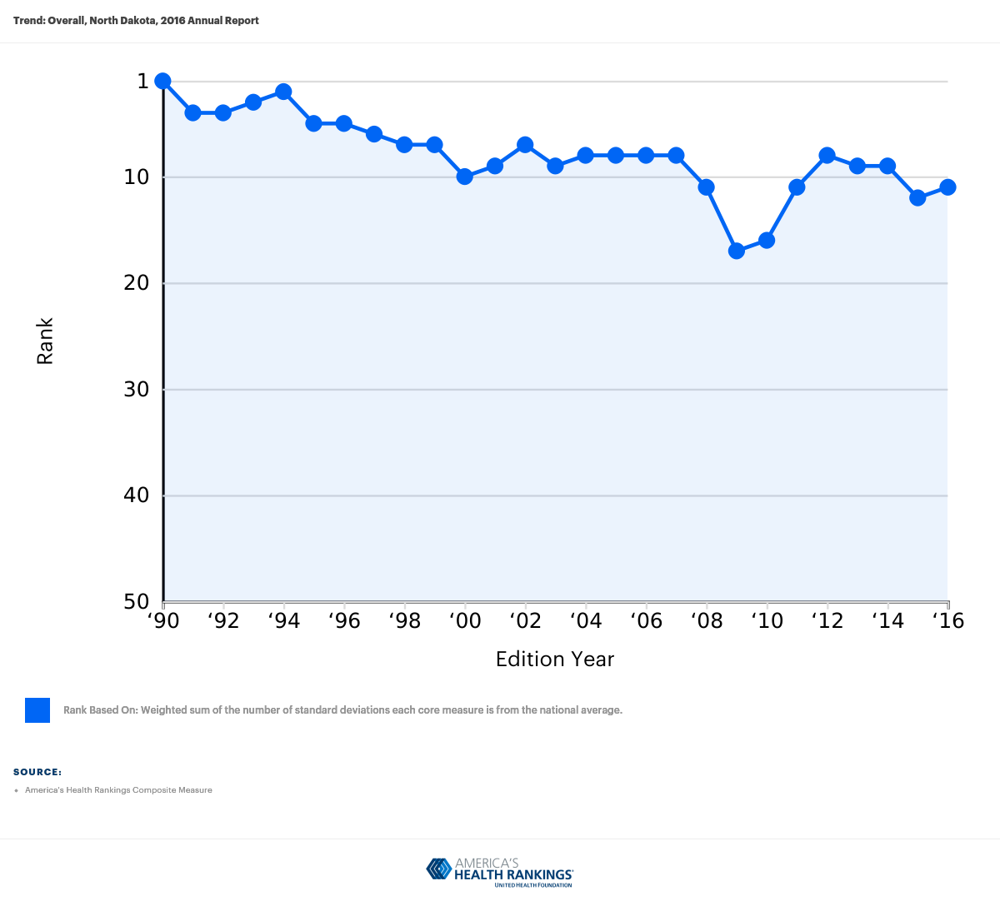 Trend: Overall, North Dakota, 2016 Annual Report
1
10
20
30
40
50
Rank
‘90 ‘92 ‘94 ‘96 ‘98 ‘00 ‘02 ‘04 ‘06 ‘08 ‘10 ‘12 ‘14 ‘16
Edition Year
Rank Based On: Weighted sum of the number of standard deviations each core measure is from the national average.
SOURCE:
• America's Health Rankings Composite Measure
AMERICA'S
HEALTH RANKINGS®
UNITED HEALTH FOUNDATION